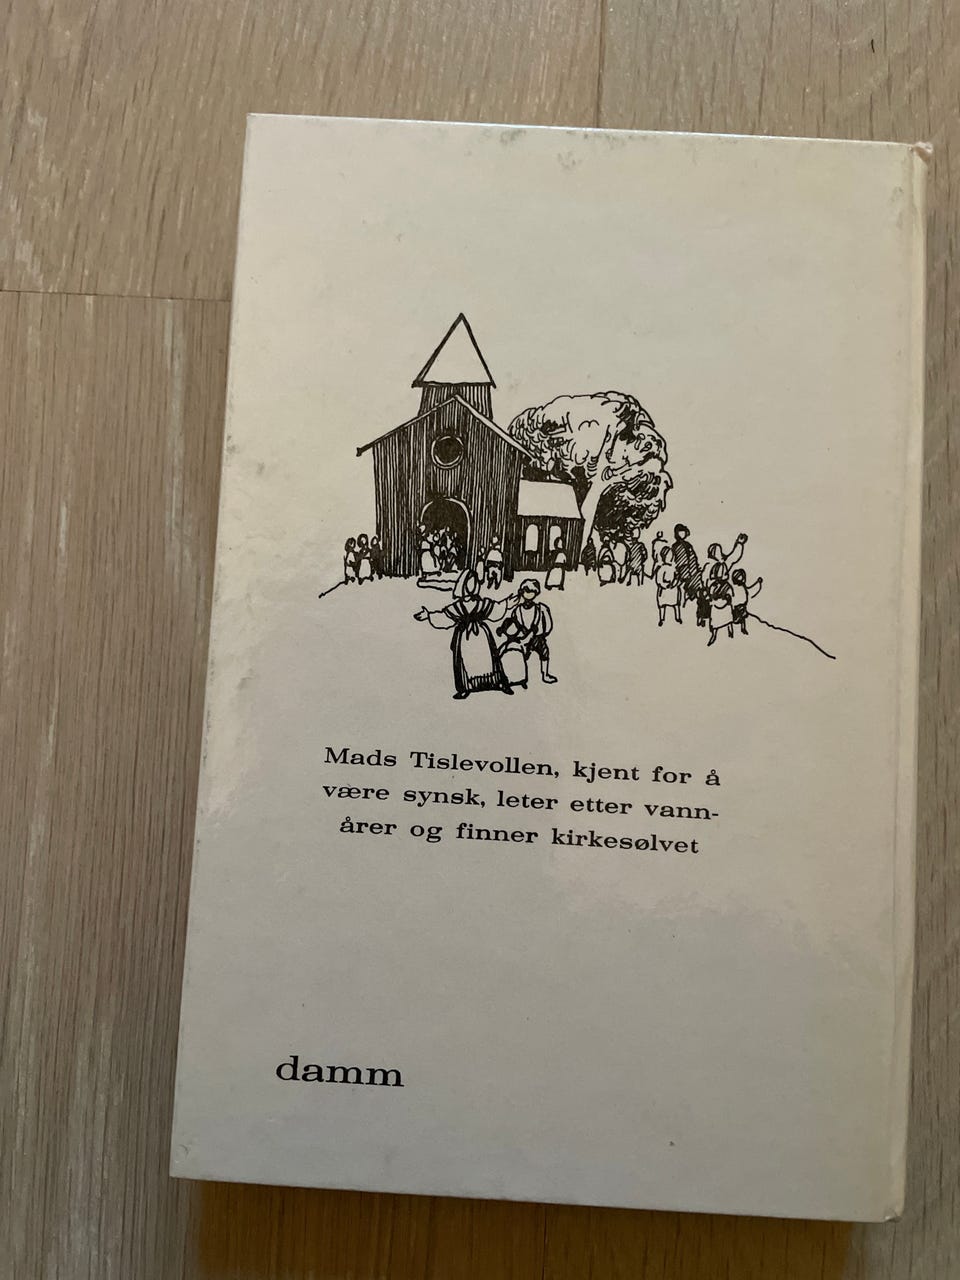 Mads Tislevollen, kjent for å
være synsk, leter etter vann-
årer og finner kirkesølvet
damm